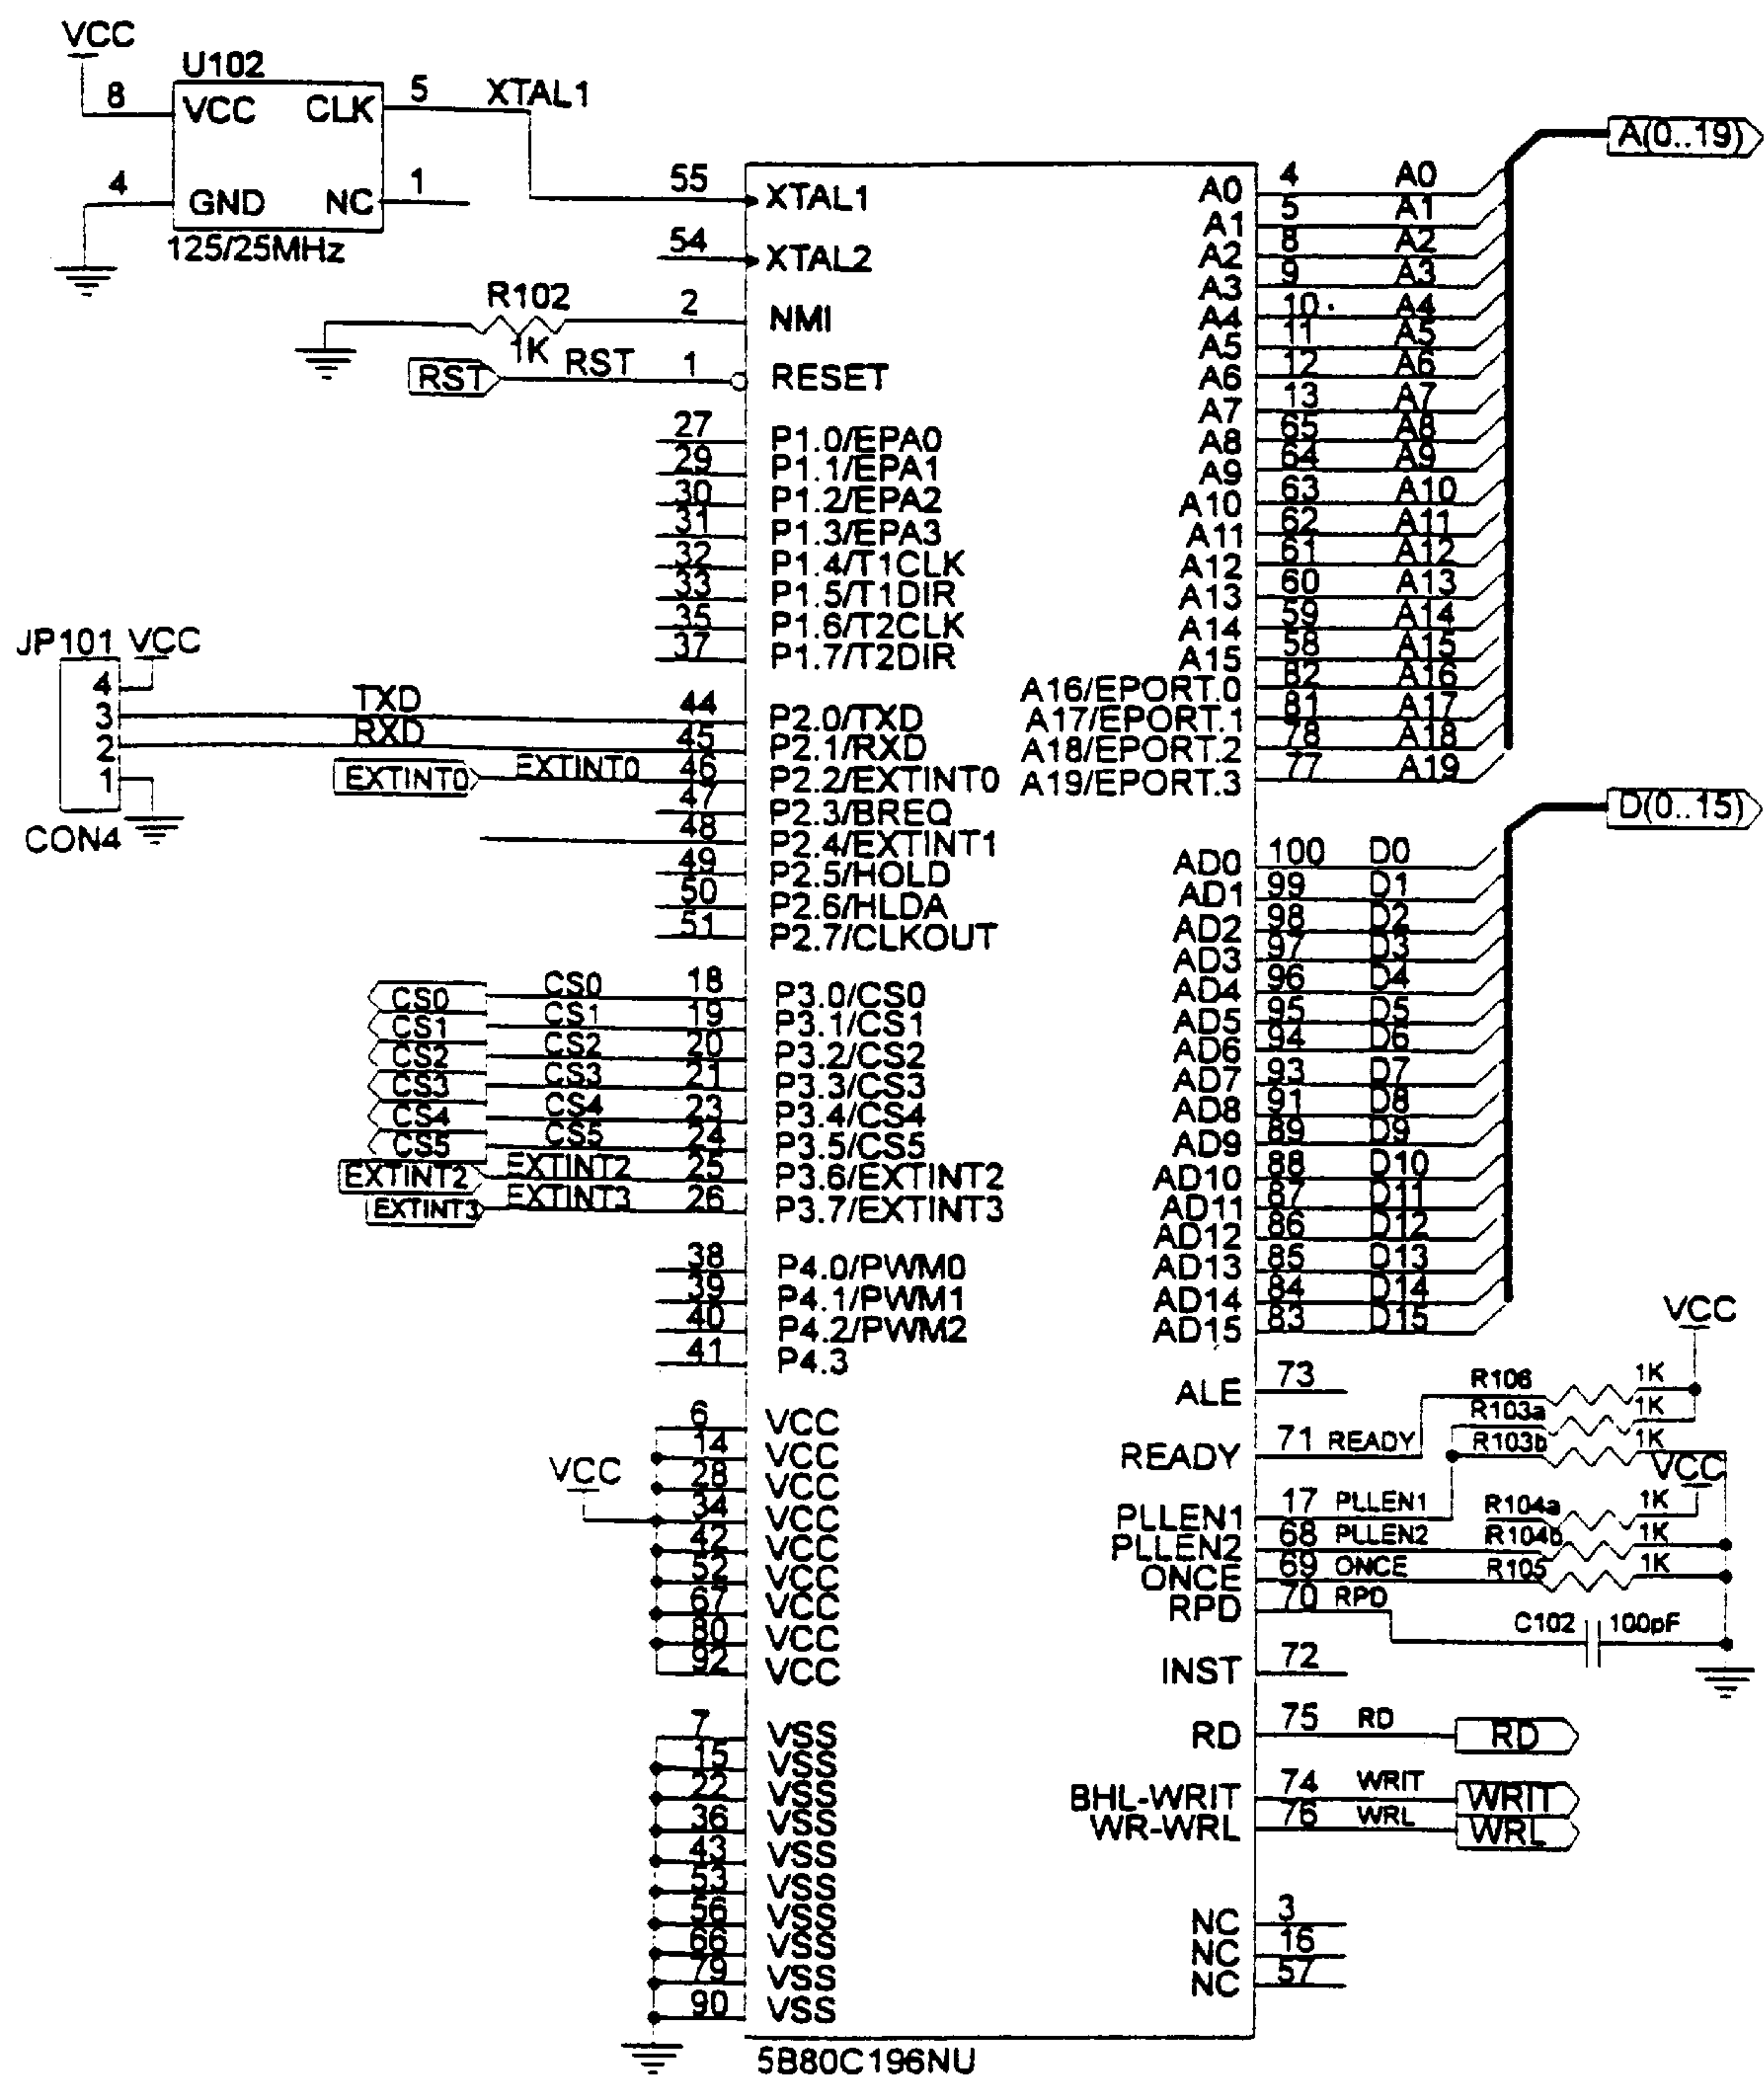 VCC
U102
8 VCC CLK 5 XTAL1
4 GND NC 1
125/25MHz
A(0..19)
55 XTAL1 A0 4 A0
A1 5 A1
54 XTAL2 A2 8 A2
A3 9 A3
R102 2 NMI A4 10 A4
1K A5 11 A5
RST RST 1 RESET A6 12 A6
A7 13 A7
27 P1.0/EPA0 A8 65 A8
29 P1.1/EPA1 A9 64 A9
30 P1.2/EPA2 A10 63 A10
31 P1.3/EPA3 A11 62 A11
32 P1.4/T1CLK A12 61 A12
33 P1.5/T1DIR A13 60 A13
35 P1.6/T2CLK A14 59 A14
37 P1.7/T2DIR A15 58 A15
JP101 VCC
4 A16/EPORT.0 82 A16
3 TXD 44 P2.0/TXD A17/EPORT.1 81 A17
2 RXD 45 P2.1/RXD A18/EPORT.2 78 A18
1 EXTINT0 EXTINT0 46 P2.2/EXTINT0 A19/EPORT.3 77 A19
CON4
47 P2.3/BREQ D(0..15)
48 P2.4/EXTINT1
49 P2.5/HOLD AD0 100 D0
50 P2.6/HLDA AD1 99 D1
51 P2.7/CLKOUT AD2 98 D2
AD3 97 D3
CS0 CS0 18 P3.0/CS0 AD4 96 D4
CS1 CS1 19 P3.1/CS1 AD5 95 D5
CS2 CS2 20 P3.2/CS2 AD6 94 D6
CS3 CS3 21 P3.3/CS3 AD7 93 D7
CS4 CS4 23 P3.4/CS4 AD8 91 D8
CS5 CS5 24 P3.5/CS5 AD9 89 D9
EXTINT2 EXTINT2 25 P3.6/EXTINT2 AD10 88 D10
EXTINT3 EXTINT3 26 P3.7/EXTINT3 AD11 87 D11
AD12 86 D12
38 P4.0/PWM0 AD13 85 D13
39 P4.1/PWM1 AD14 84 D14
40 P4.2/PWM2 AD15 83 D15
41 P4.3
VCC
ALE 73
R106 1K
6 VCC R103a 1K
14 VCC READY 71 READY R103b 1K
28 VCC VCC
VCC
34 VCC PLLEN1 17 PLLEN1 R104a 1K
42 VCC PLLEN2 68 PLLEN2 R104b 1K
52 VCC ONCE 69 ONCE R105 1K
67 VCC RPD 70 RPD
80 VCC C102 100pF
92 VCC INST 72
7 VSS RD 75 RD RD
15 VSS
22 VSS BHL-WRIT 74 WRIT WRIT
36 VSS WR-WRL 76 WRL WRL
43 VSS
53 VSS
56 VSS NC 3
66 VSS NC 16
79 VSS NC 57
90 VSS
5B80C196NU